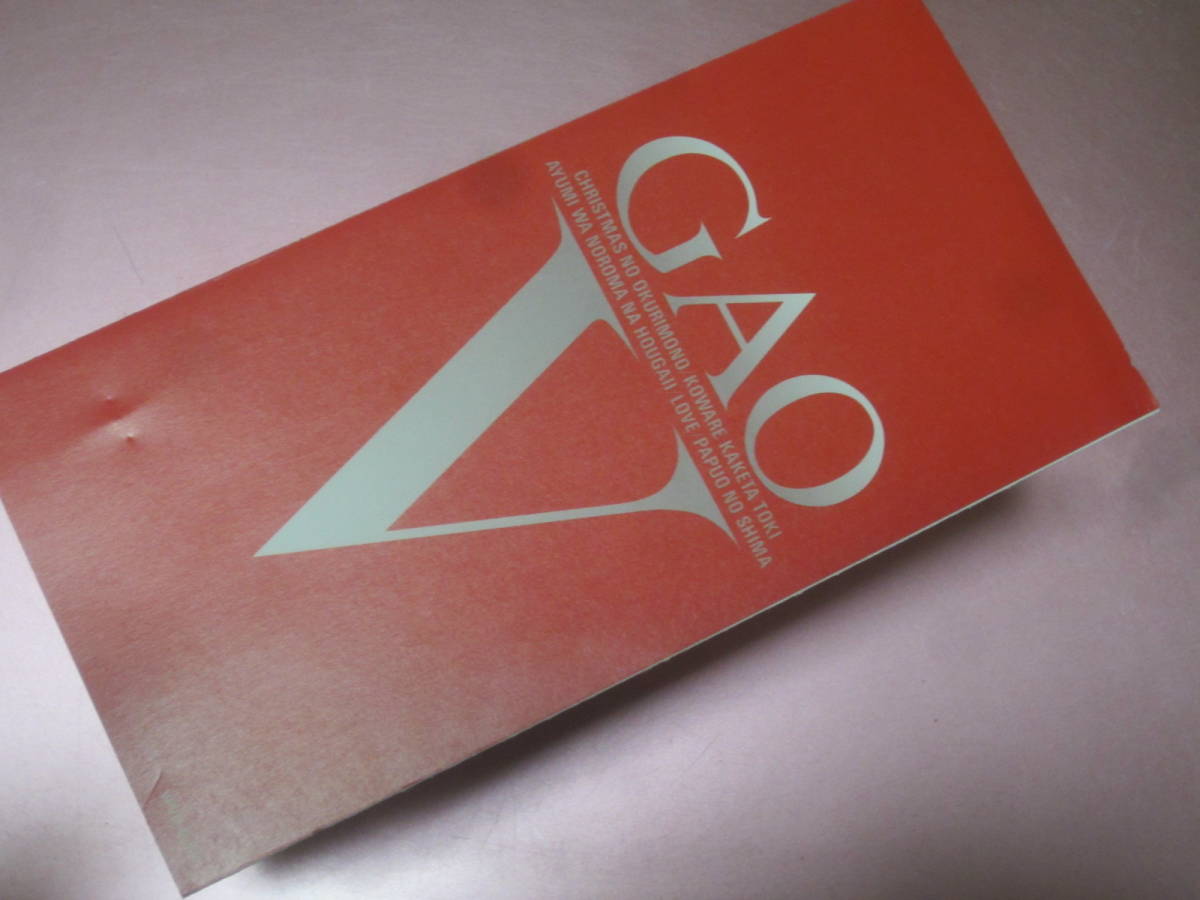 GAO
CHRISTMAS NO OKURIMONO KOWARE KAKETA TOKI
AYUMI WA NOROMA NA HOUGAII LOVE PAPUO NO SHIMA
V